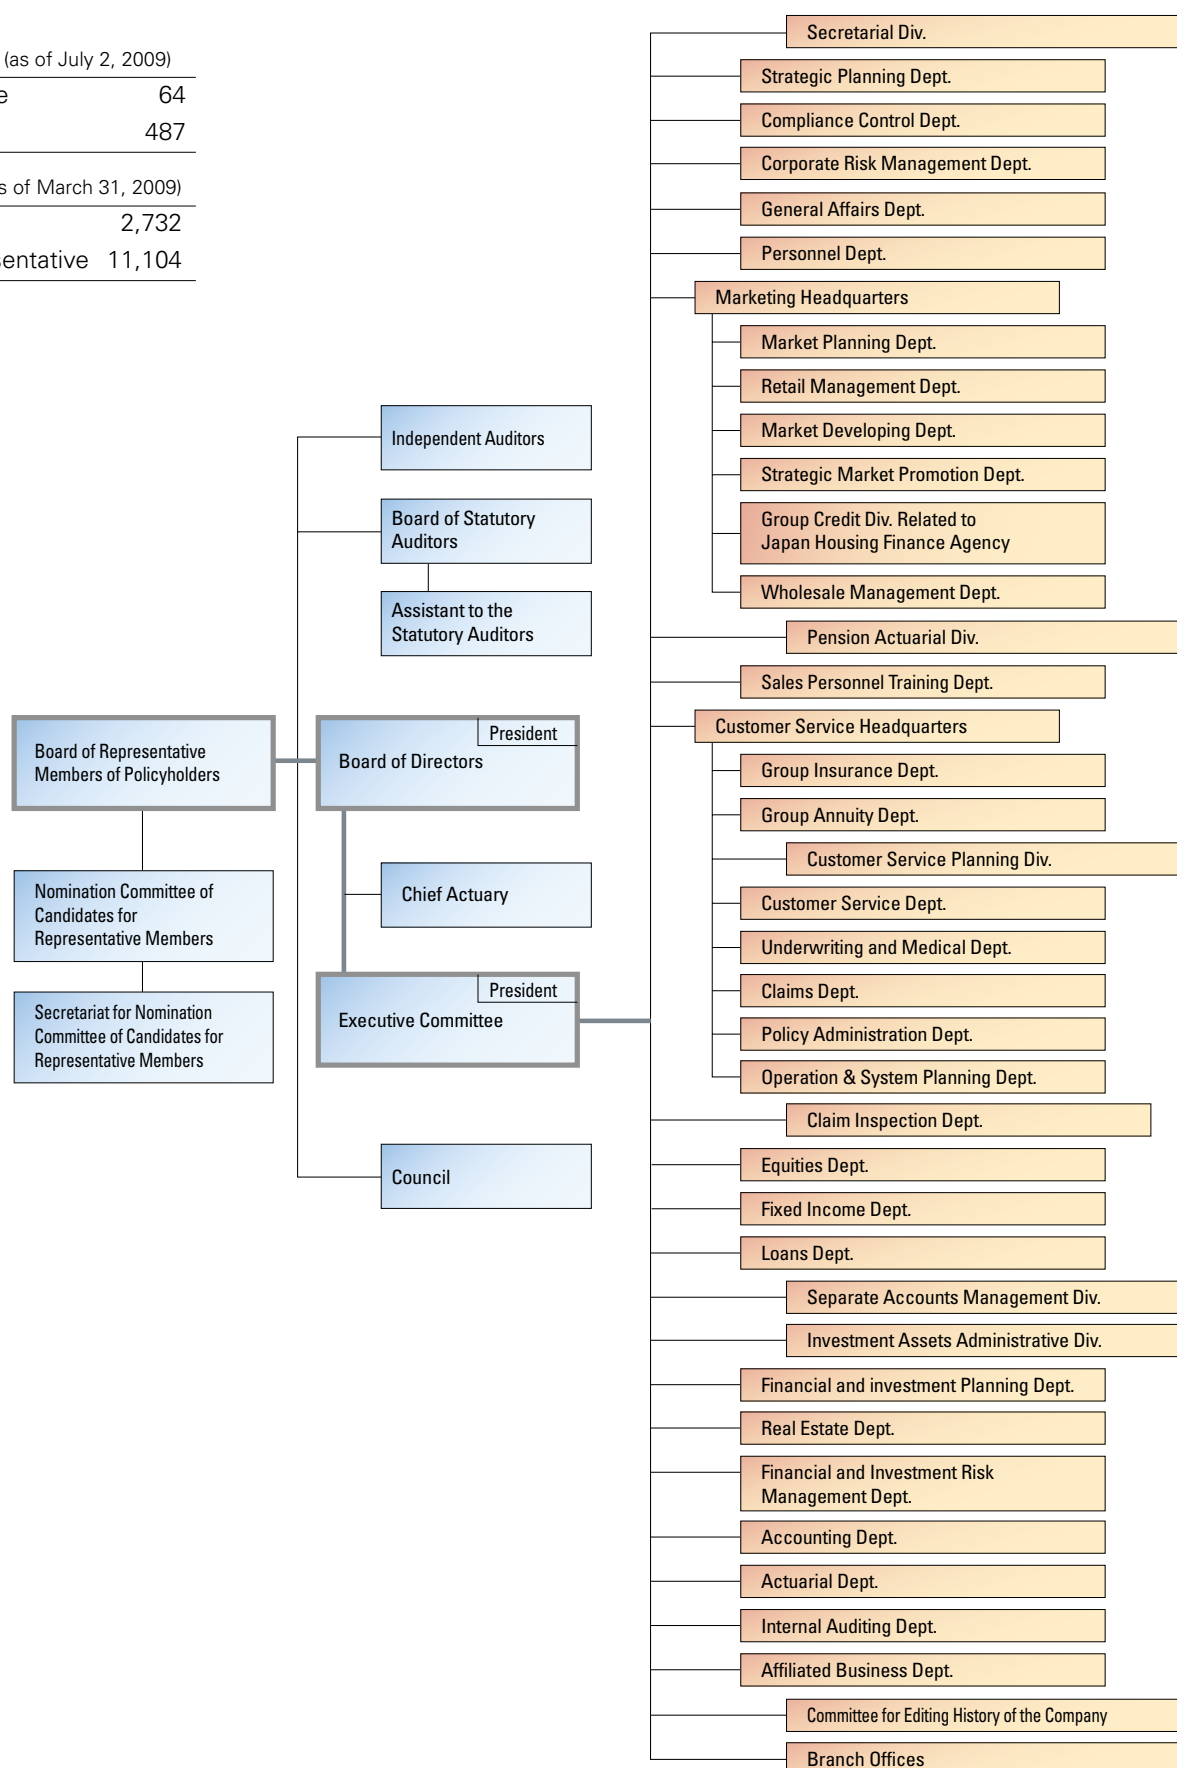 (as of July 2, 2009)
64
487
of March 31, 2009)
2,732
11,104
Independent Auditors
Board of Statutory
Auditors
Assistant to the
Statutory Auditors
Board of Representative
Members of Policyholders
President
Board of Directors
Nomination Committee of
Candidates for
Representative Members
Secretariat for Nomination
Committee of Candidates for
Representative Members
Chief Actuary
President
Executive Committee
Council
Secretarial Div.
Strategic Planning Dept.
Compliance Control Dept.
Corporate Risk Management Dept.
General Affairs Dept.
Personnel Dept.
Marketing Headquarters
Market Planning Dept.
Retail Management Dept.
Market Developing Dept.
Strategic Market Promotion Dept.
Group Credit Div. Related to
Japan Housing Finance Agency
Wholesale Management Dept.
Pension Actuarial Div.
Sales Personnel Training Dept.
Customer Service Headquarters
Group Insurance Dept.
Group Annuity Dept.
Customer Service Planning Div.
Customer Service Dept.
Underwriting and Medical Dept.
Claims Dept.
Policy Administration Dept.
Operation & System Planning Dept.
Claim Inspection Dept.
Equities Dept.
Fixed Income Dept.
Loans Dept.
Separate Accounts Management Div.
Investment Assets Administrative Div.
Financial and investment Planning Dept.
Real Estate Dept.
Financial and Investment Risk
Management Dept.
Accounting Dept.
Actuarial Dept.
Internal Auditing Dept.
Affiliated Business Dept.
Committee for Editing History of the Company
Branch Offices